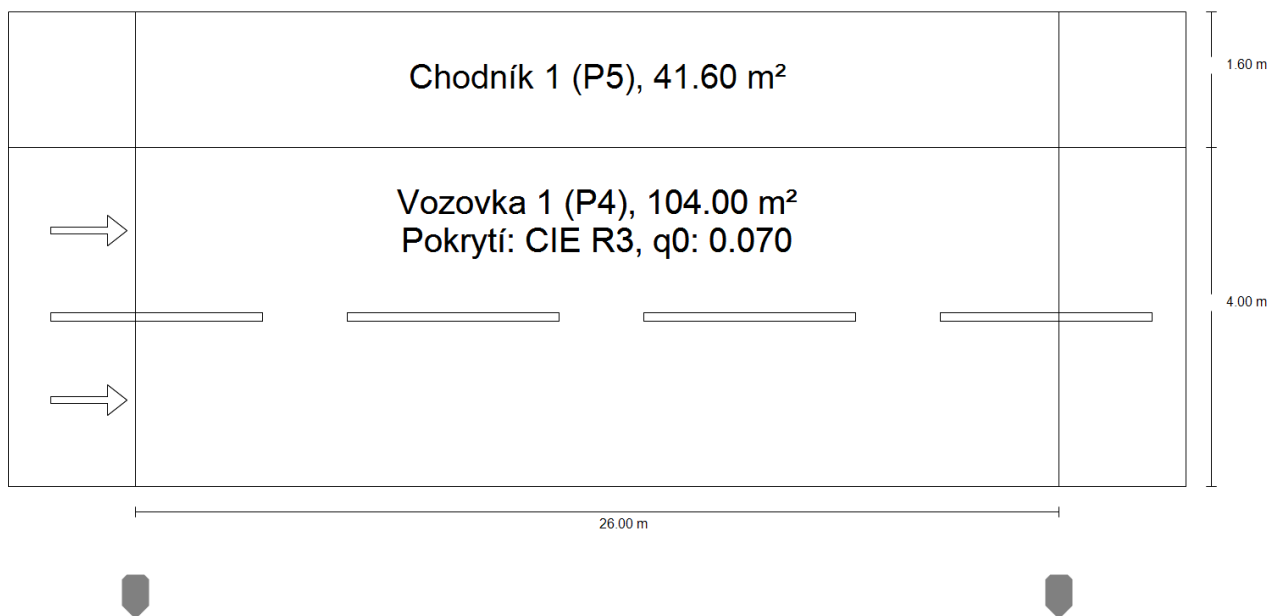 Chodník 1 (P5), 41.60 m²
1.60 m
Vozovka 1 (P4), 104.00 m²
Pokrytí: CIE R3, q0: 0.070
4.00 m
26.00 m